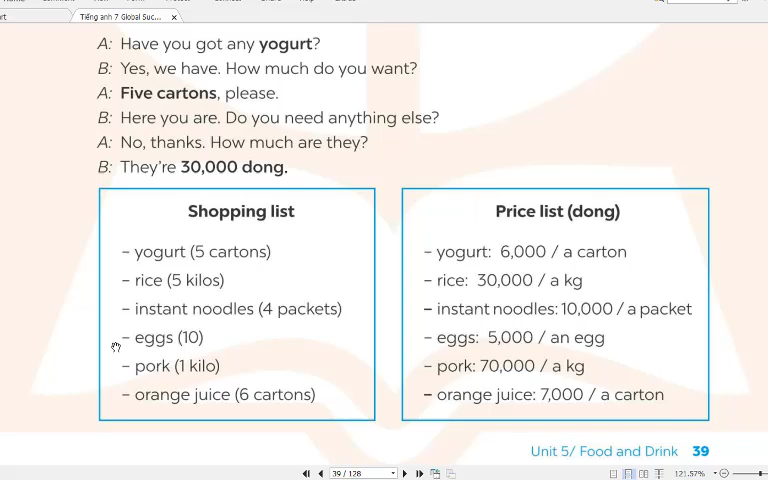 Tiếng anh 7 Global Suc...
A: Have you got any yogurt?
B: Yes, we have. How much do you want?
A: Five cartons, please.
B: Here you are. Do you need anything else?
A: No, thanks. How much are they?
B: They're 30,000 dong.
Shopping list
– yogurt (5 cartons)
– rice (5 kilos)
– instant noodles (4 packets)
– eggs (10)
– pork (1 kilo)
– orange juice (6 cartons)
Price list (dong)
– yogurt: 6,000 / a carton
– rice: 30,000 / a kg
– instant noodles: 10,000 / a packet
– eggs: 5,000 / an egg
– pork: 70,000 / a kg
– orange juice: 7,000 / a carton
Unit 5/ Food and Drink 39
39 / 128
121.57%